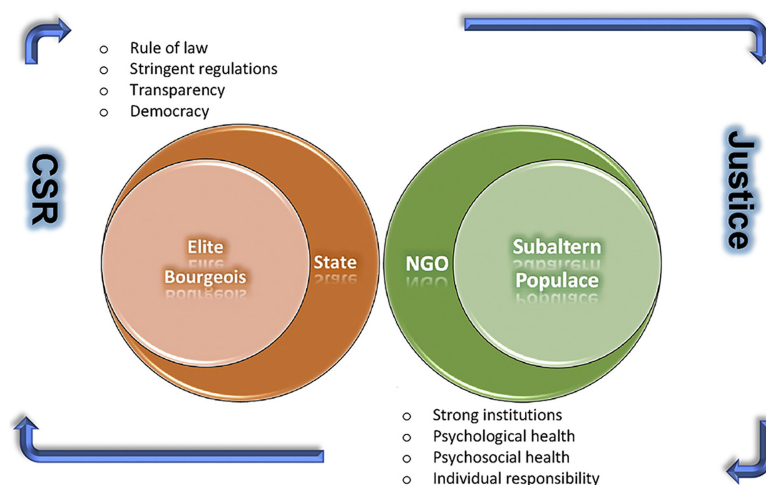 o Rule of law
o Stringent regulations
o Transparency
o Democracy
CSR
Justice
Elite
Bourgeois
State
NGO
Subaltern
Populace
o Strong institutions
o Psychological health
o Psychosocial health
o Individual responsibility